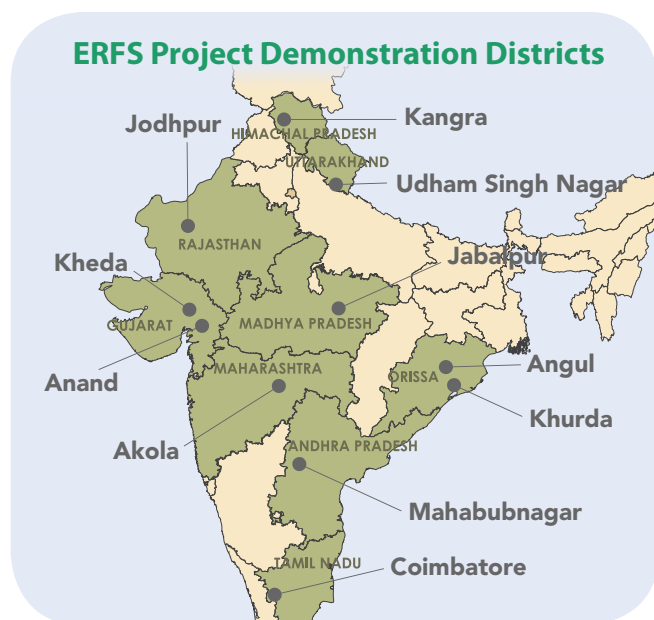 ERFS Project Demonstration Districts
Kangra
Jodhpur
HIMACHAL PRADESH
UTTARAKHAND
Udham Singh Nagar
RAJASTHAN
Jabalpur
Kheda
GUJARAT
MADHYA PRADESH
MAHARASHTRA
Angul
ORISSA
Anand
Khurda
Akola
ANDHRA PRADESH
Mahabubnagar
TAMIL NADU
Coimbatore